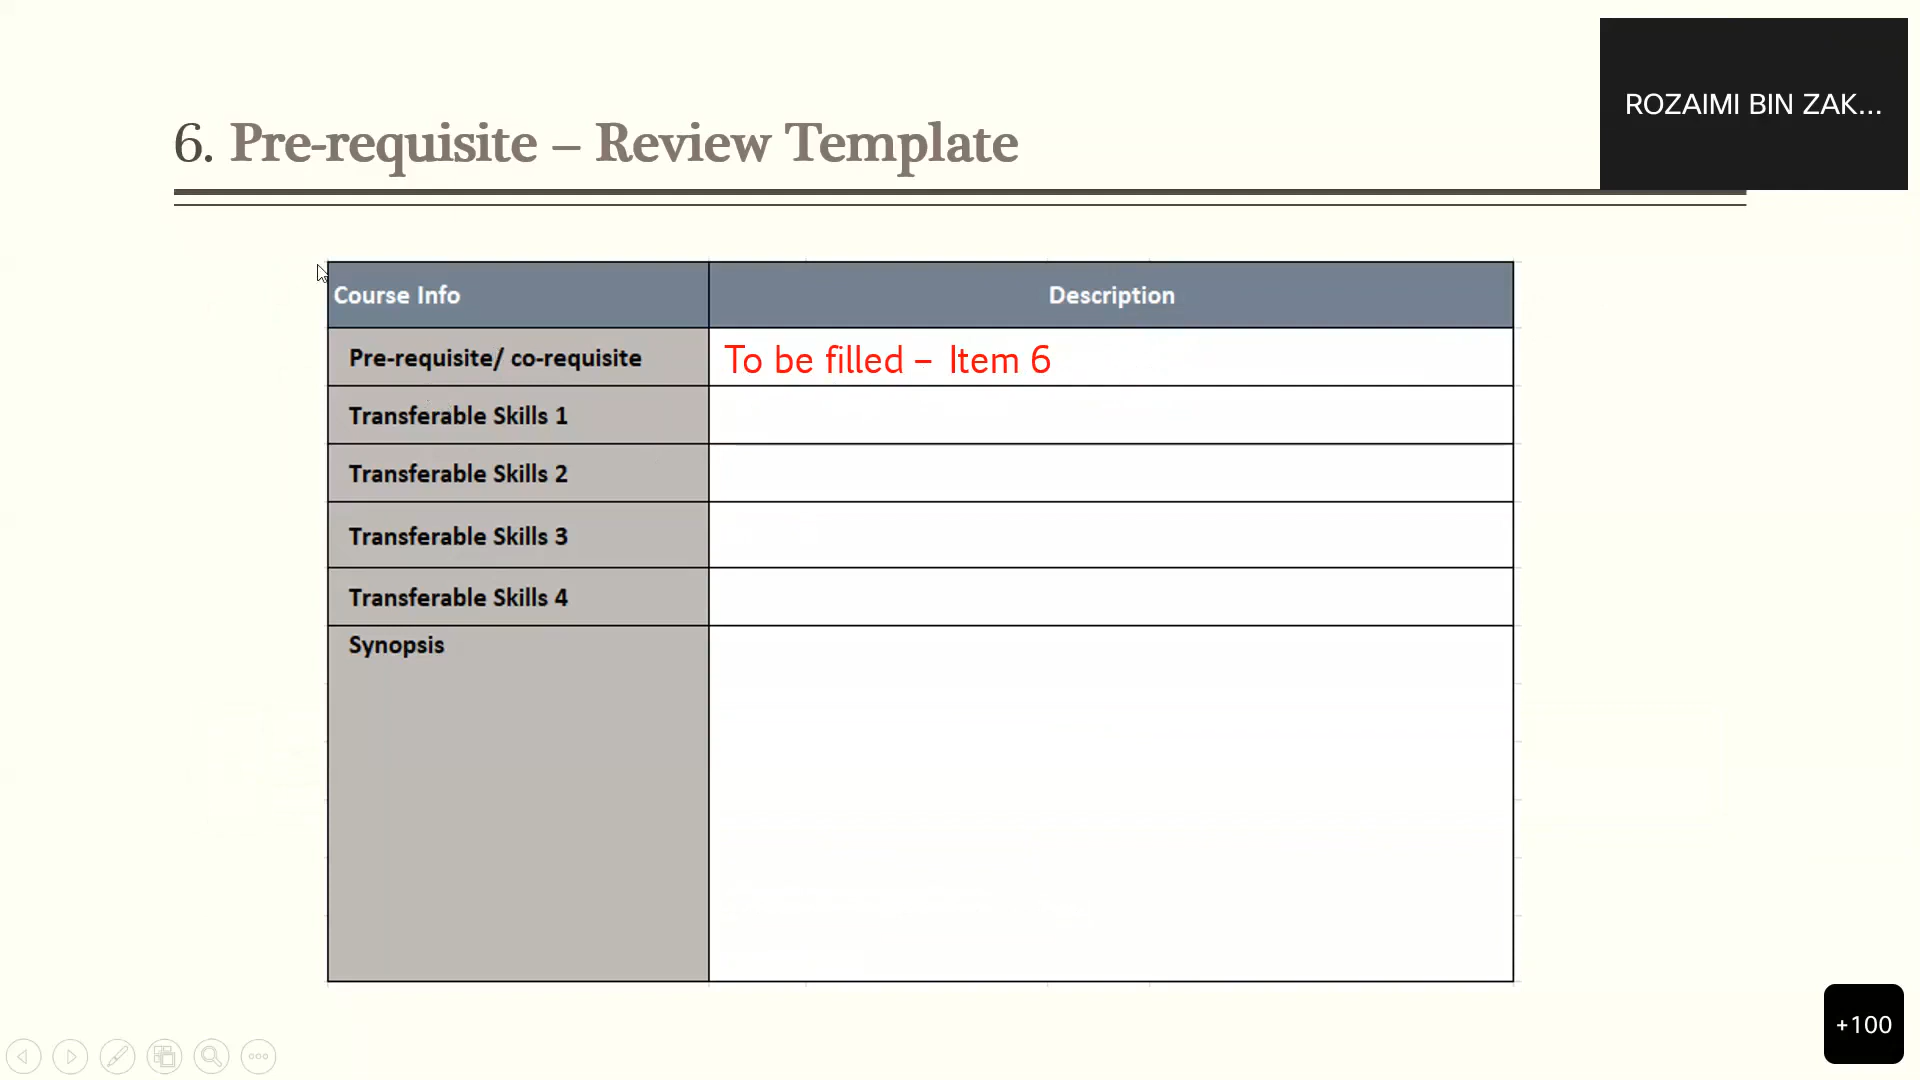 ROZAIMI BIN ZAK...
6. Pre-requisite – Review Template
Course Info
Description
Pre-requisite/ co-requisite
To be filled – Item 6
Transferable Skills 1
Transferable Skills 2
Transferable Skills 3
Transferable Skills 4
Synopsis
+100